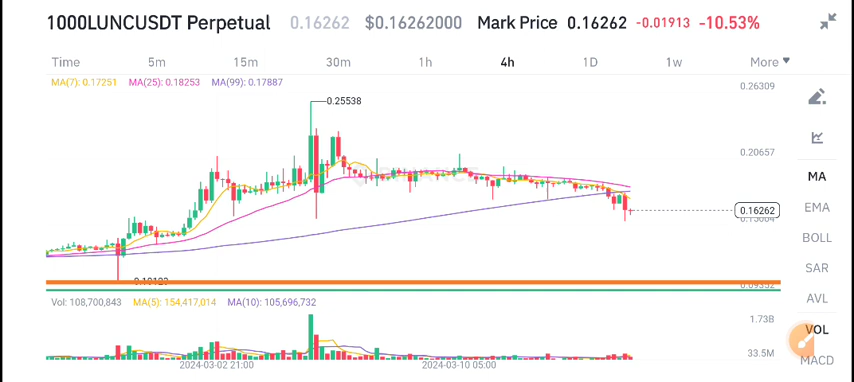 1000LUNCUSDT Perpetual 0.16262 $0.16262000 Mark Price 0.16262 -0.01913 -10.53%
Time 5m 15m 30m 1h 4h 1D 1w More
MA(7): 0.17251 MA(25): 0.18253 MA(99): 0.17887
0.26309
0.25538
0.20657
MA
EMA
0.16262
BOLL
SAR
Vol: 108,700,843 MA(5): 154,417,014 MA(10): 105,696,732
AVL
1.73B
VOL
33.5M
MACD
2024-03-02 21:00 2024-03-10 05:00